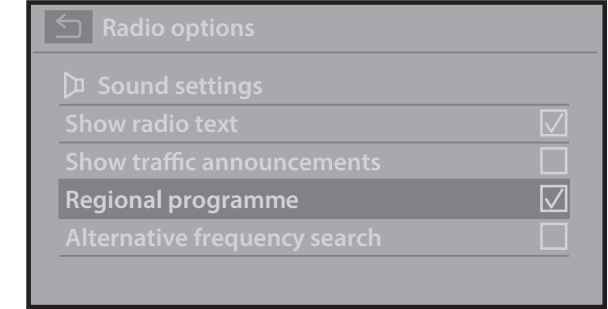 Radio options
Sound settings
Show radio text
Show traffic announcements
Regional programme
Alternative frequency search